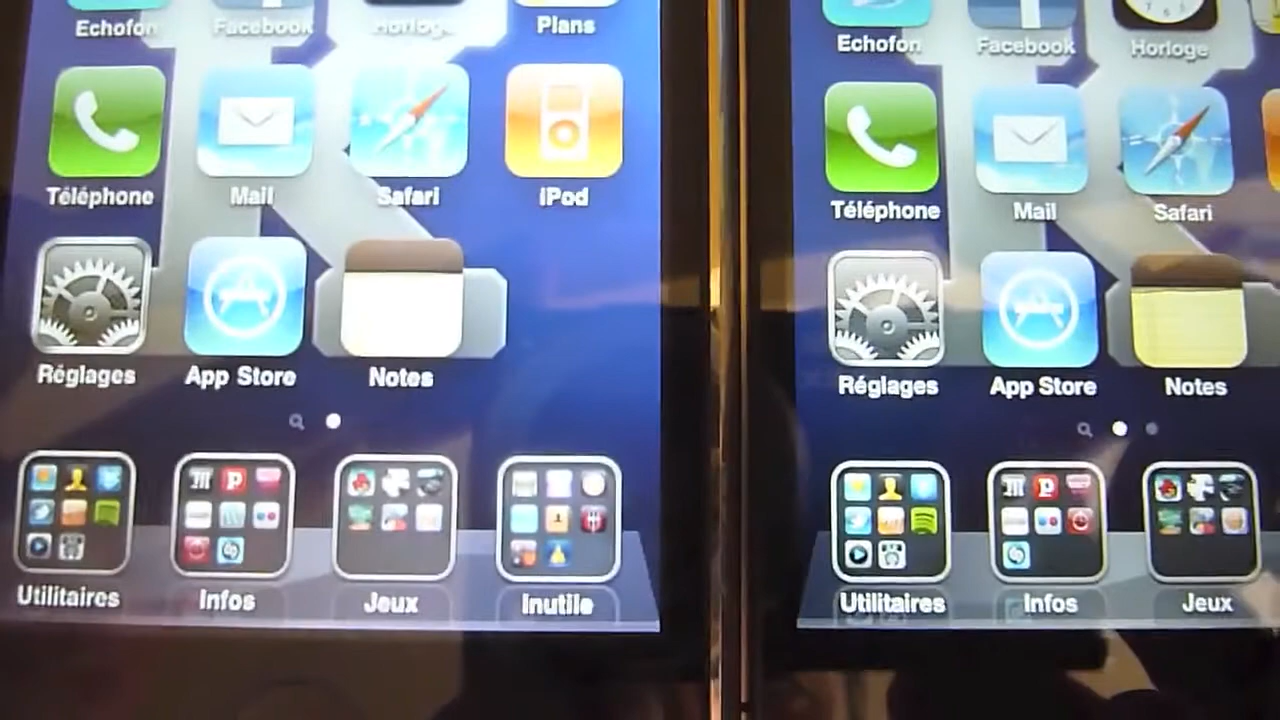 Echofon Facebook Horloge Plans
Téléphone Mail Safari iPod
Réglages App Store Notes
Utilitaires Infos Jeux Inutile
Echofon Facebook Horloge
Téléphone Mail Safari
Réglages App Store Notes
Utilitaires Infos Jeux